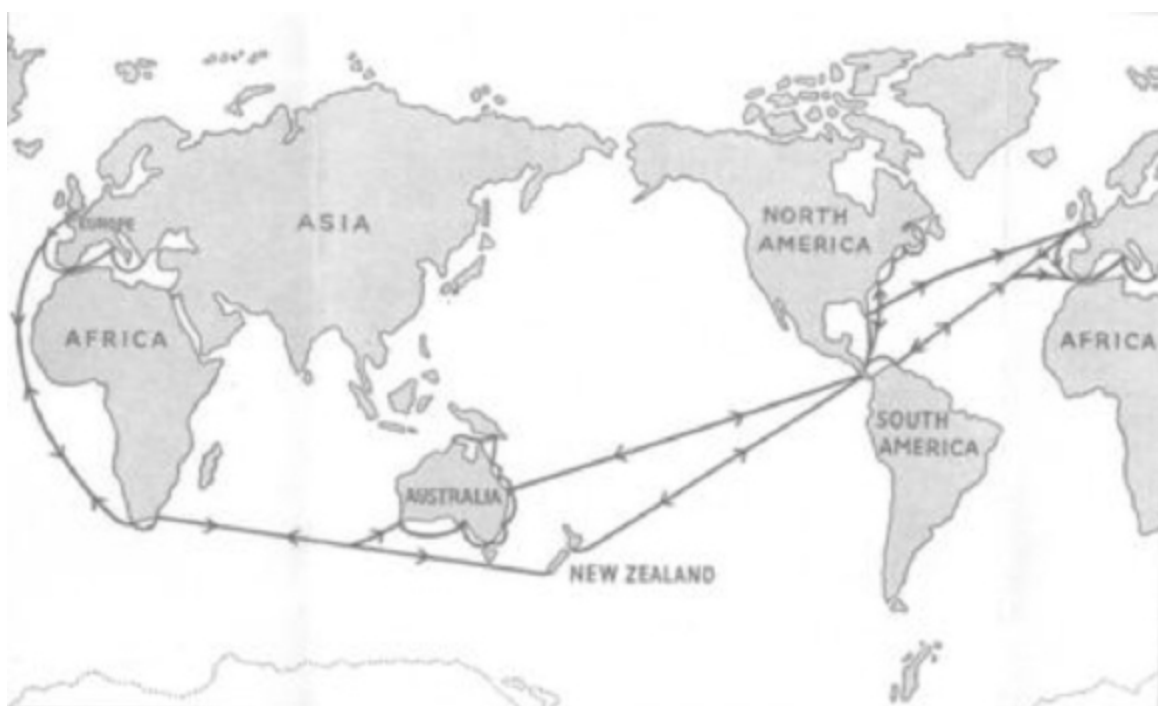 EUROPE
ASIA
AFRICA
AUSTRALIA
NEW ZEALAND
NORTH
AMERICA
SOUTH
AMERICA
AFRICA